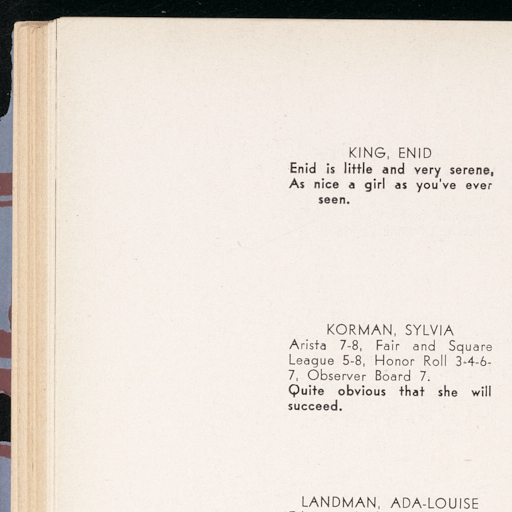 KING, ENID
Enid is little and very serene,
As nice a girl as you've ever
seen.
KORMAN, SYLVIA
Arista 7-8, Fair and Square
League 5-8, Honor Roll 3-4-6-
7, Observer Board 7.
Quite obvious that she will
succeed.
LANDMAN, ADA-LOUISE